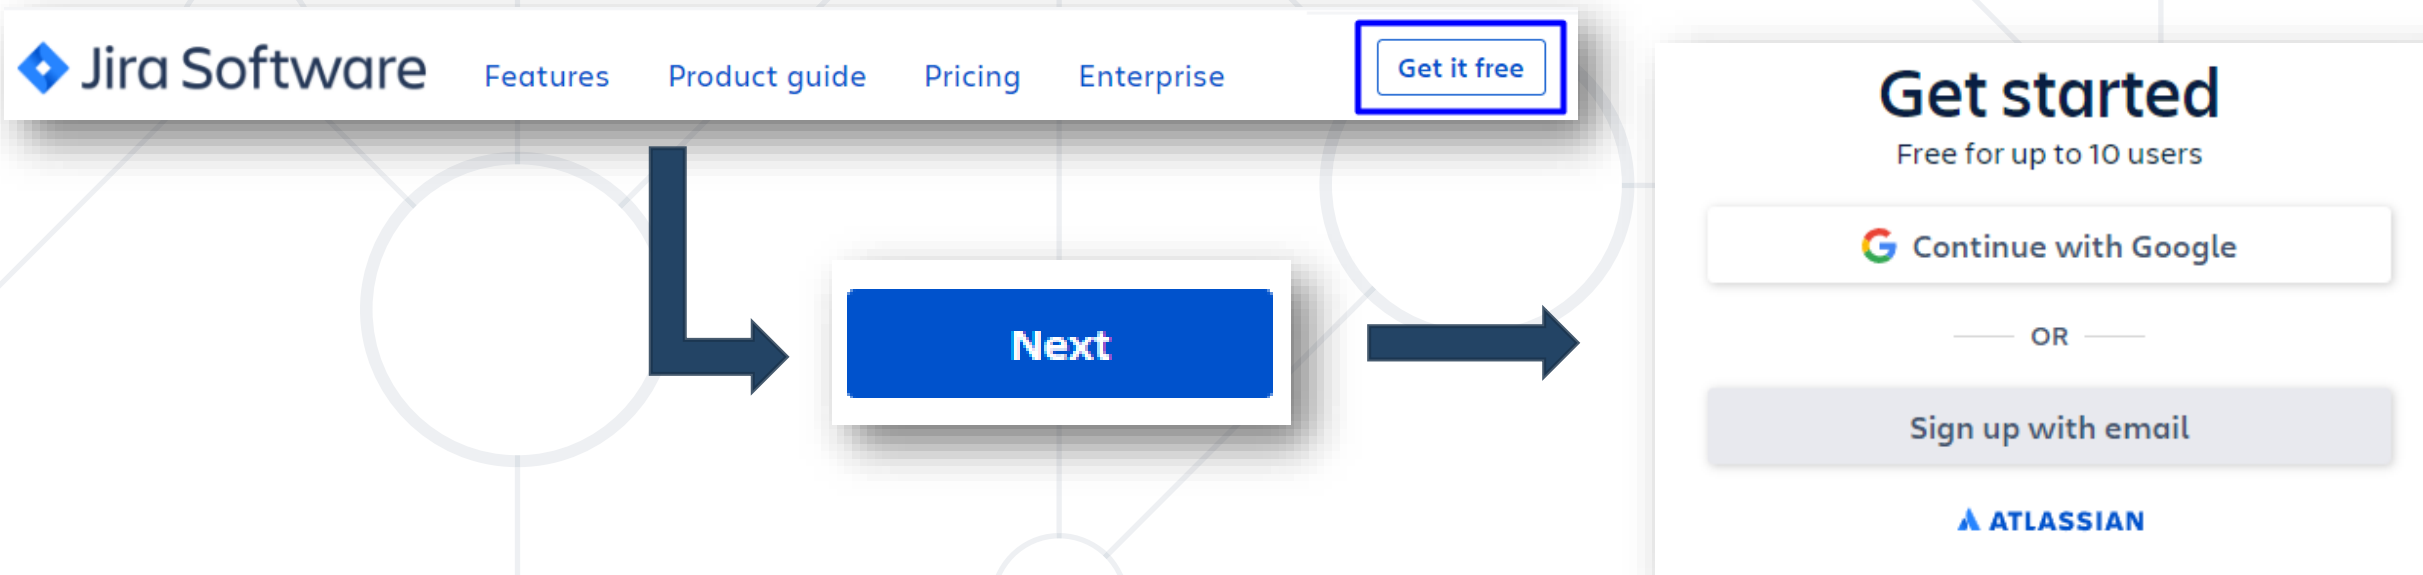 Jira Software Features Product guide Pricing Enterprise Get it free
Next
Get started
Free for up to 10 users
Continue with Google
OR
Sign up with email
ATLASSIAN